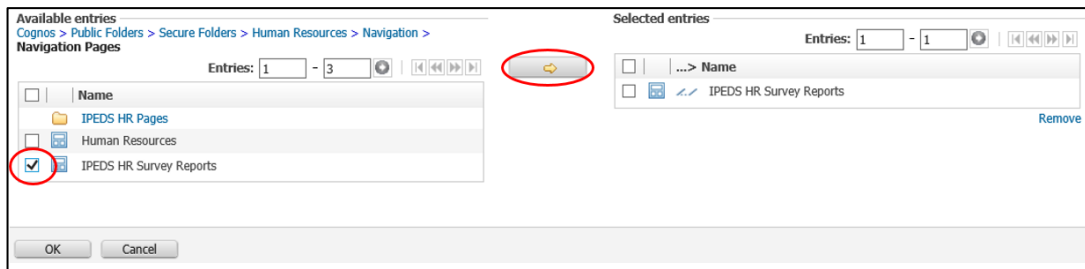 Available entries
Cognos > Public Folders > Secure Folders > Human Resources > Navigation >
Navigation Pages
Entries: 1 - 3
Name
IPEDS HR Pages
Human Resources
IPEDS HR Survey Reports
Selected entries
Entries: 1 - 1
...> Name
IPEDS HR Survey Reports
Remove
OK Cancel